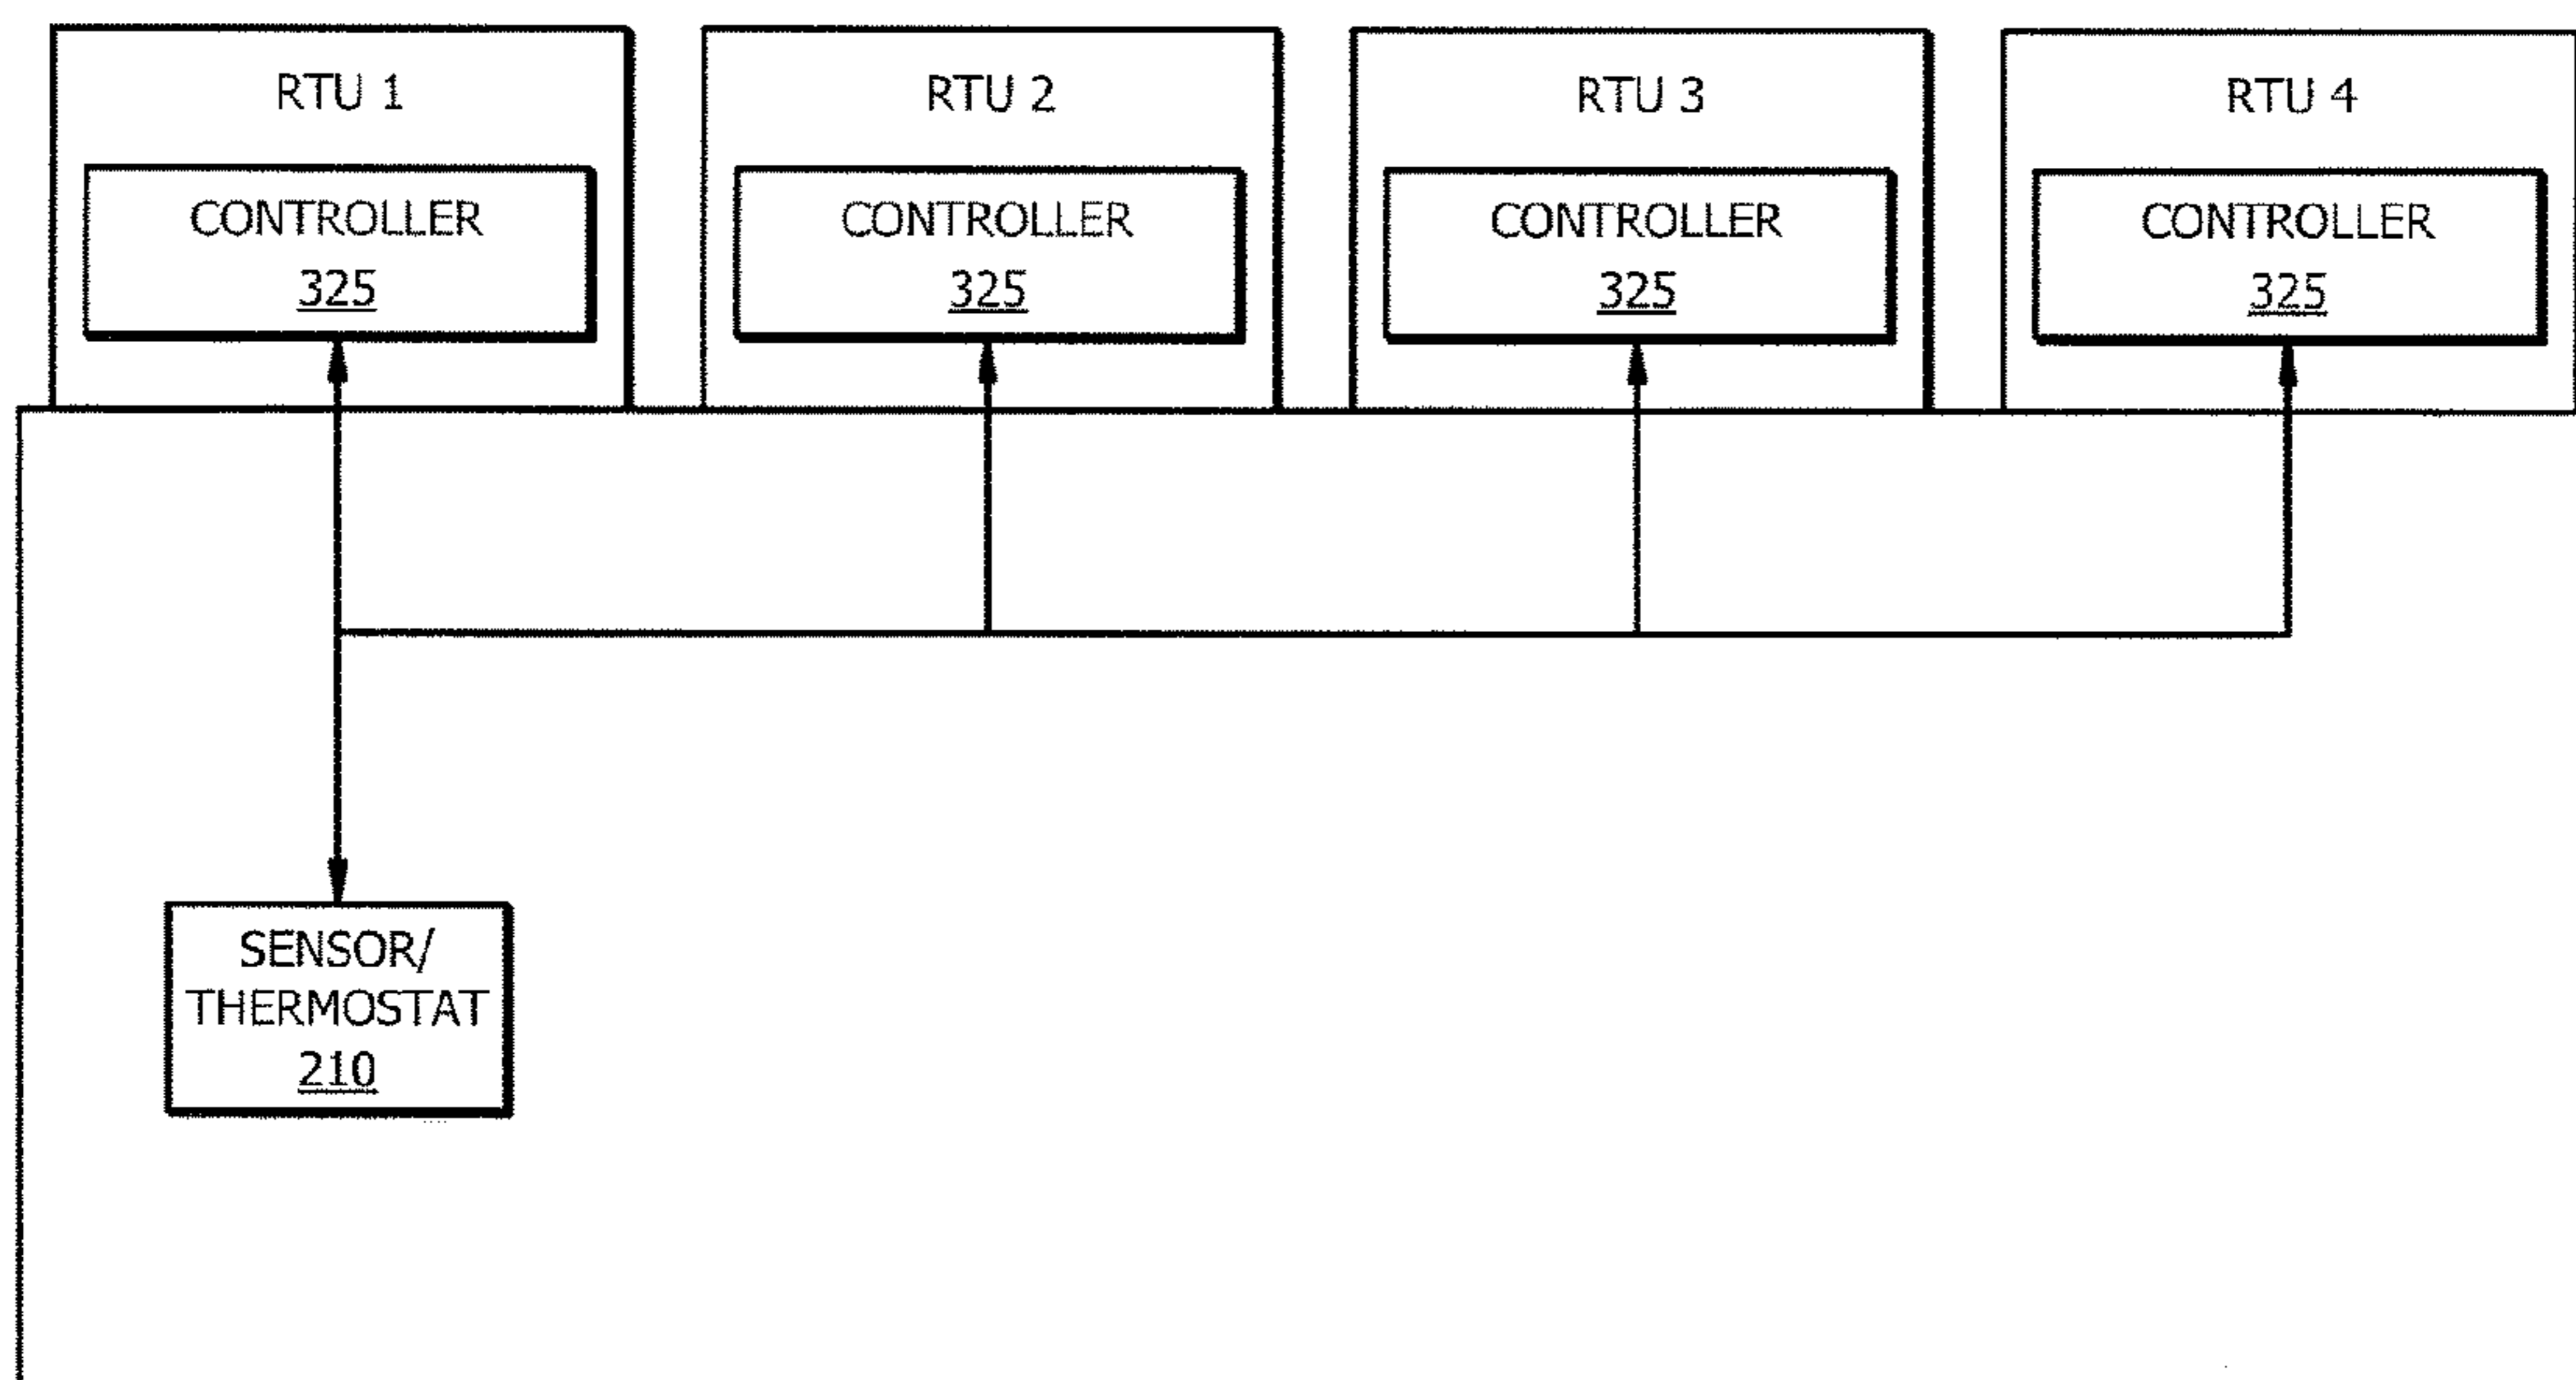 RTU 1
CONTROLLER
325
RTU 2
CONTROLLER
325
RTU 3
CONTROLLER
325
RTU 4
CONTROLLER
325
SENSOR/
THERMOSTAT
210